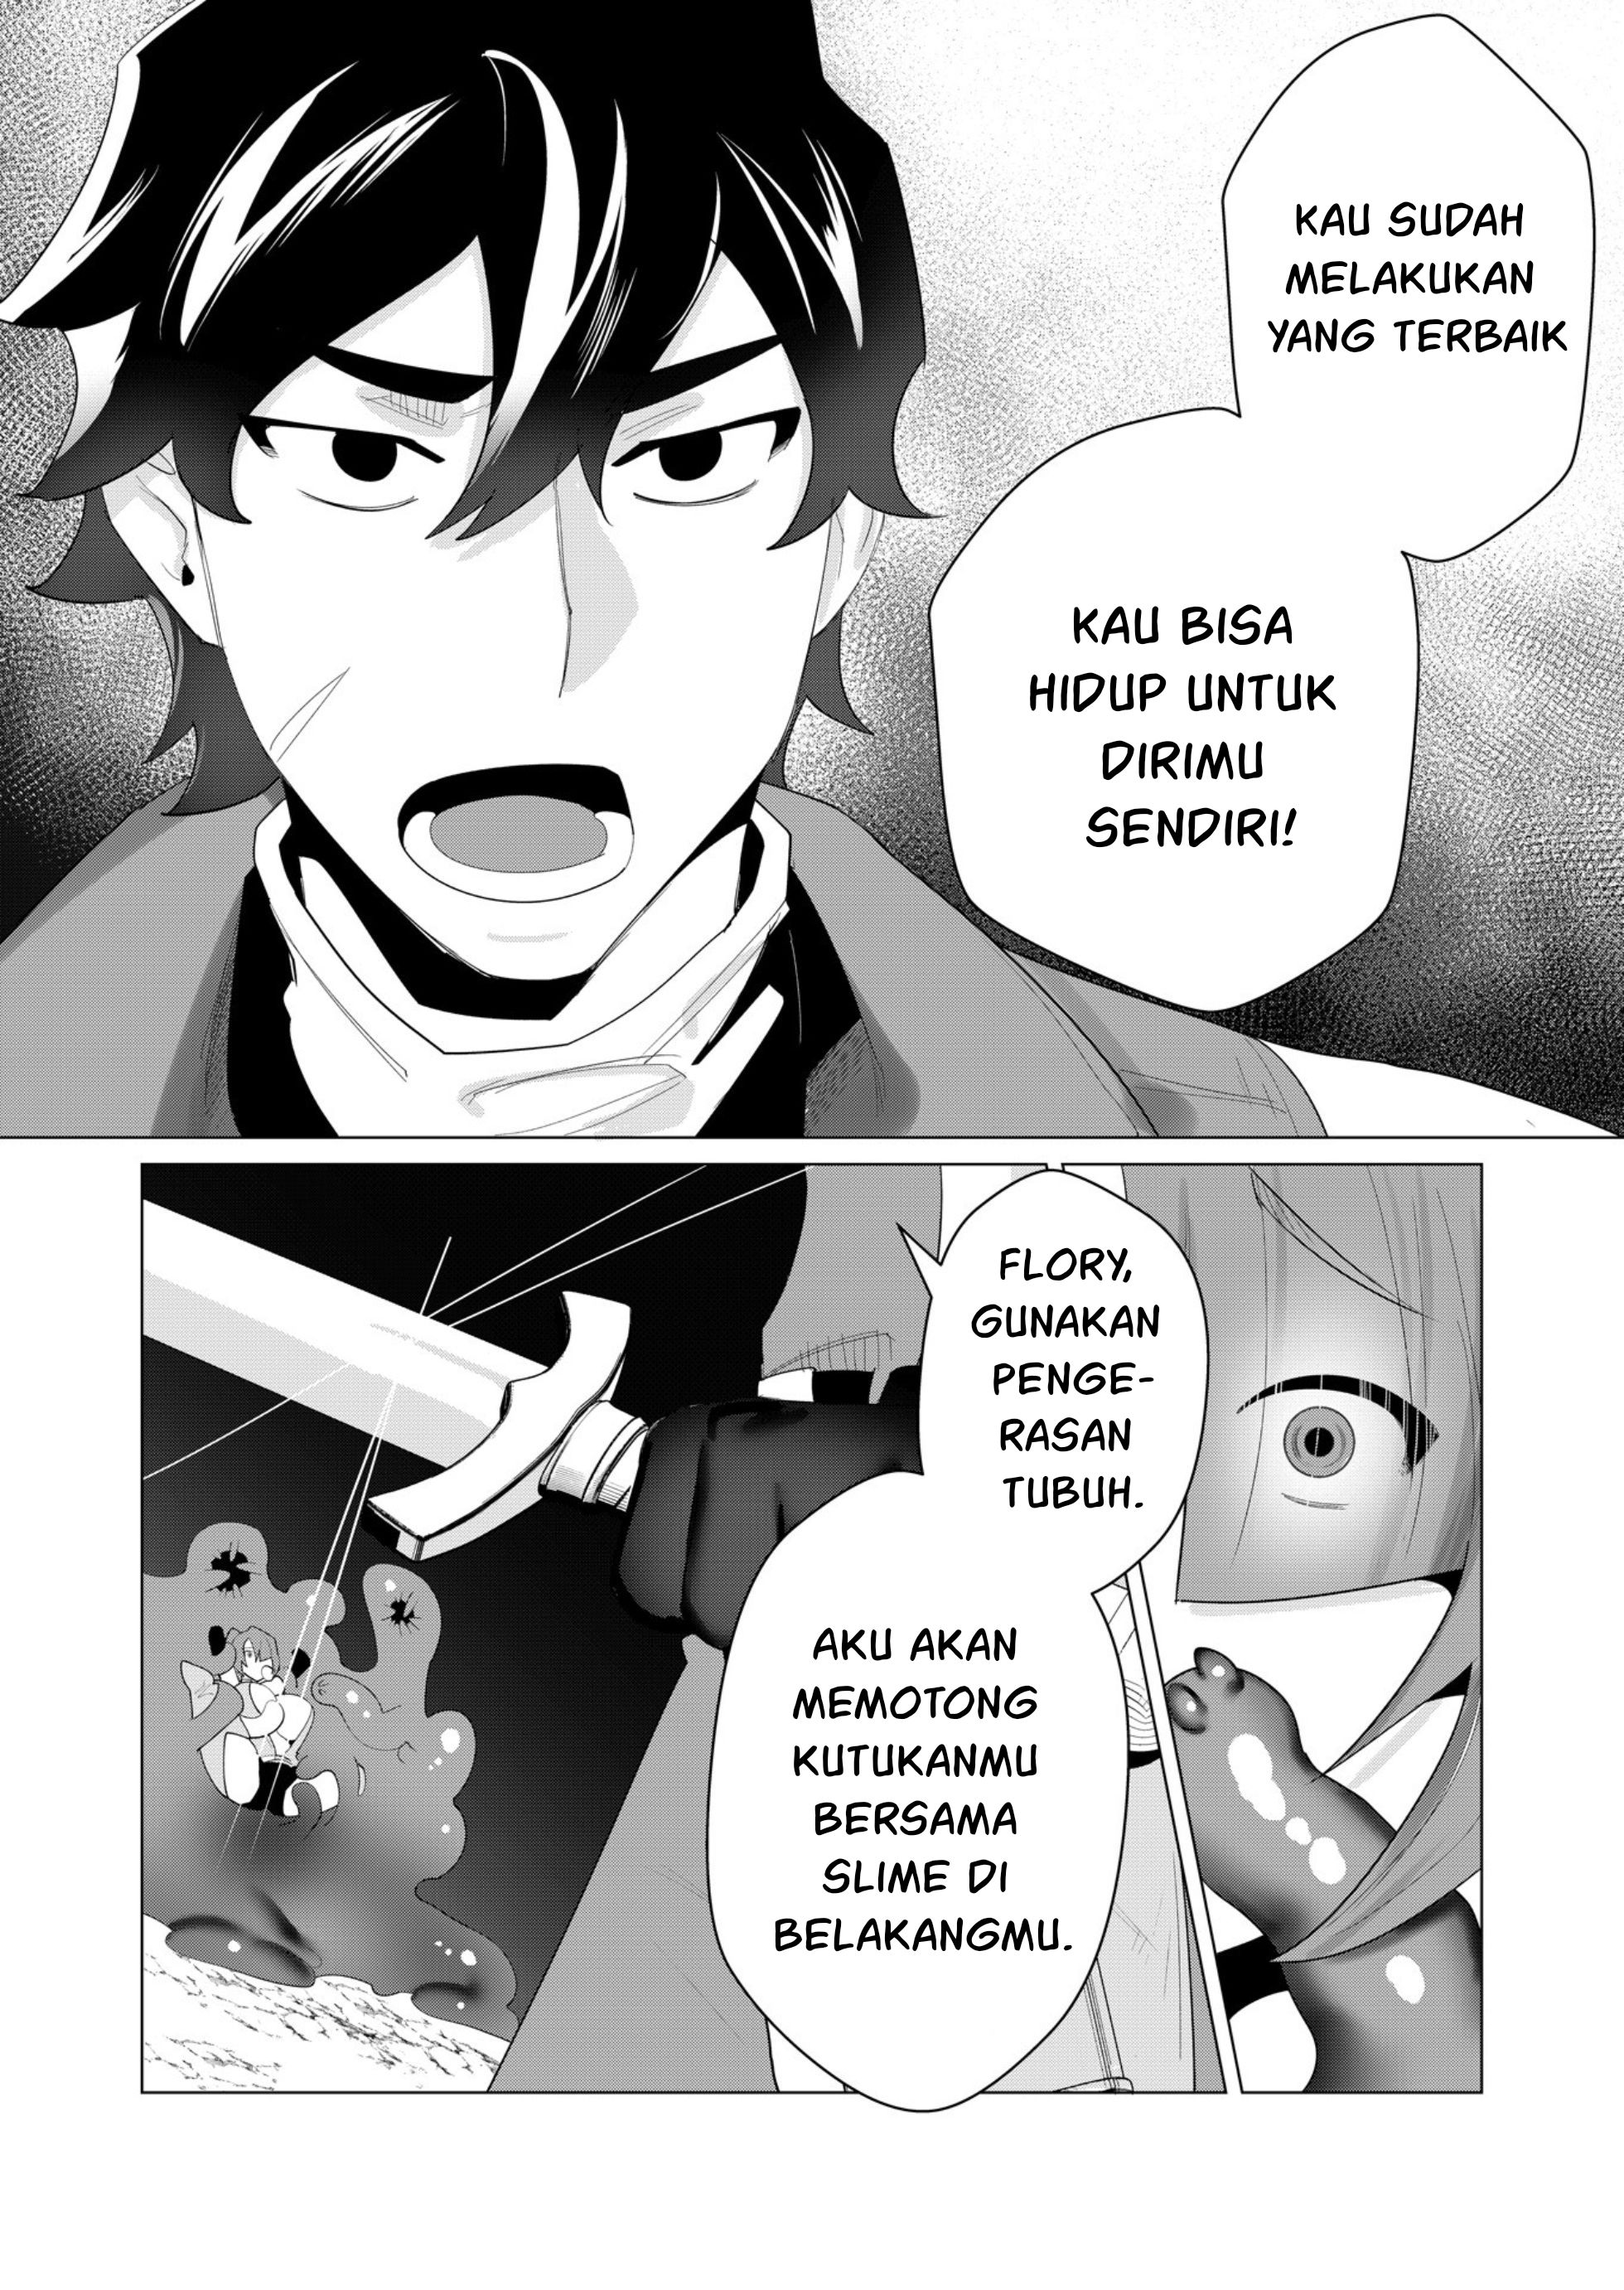 KAU SUDAH
MELAKUKAN
YANG TERBAIK
KAU BISA
HIDUP UNTUK
DIRIMU
SENDIRI!
FLORY,
GUNAKAN
PENGE-
RASAN
TUBUH.
AKU AKAN
MEMOTONG
KUTUKANMU
BERSAMA
SLIME DI
BELAKANGMU.